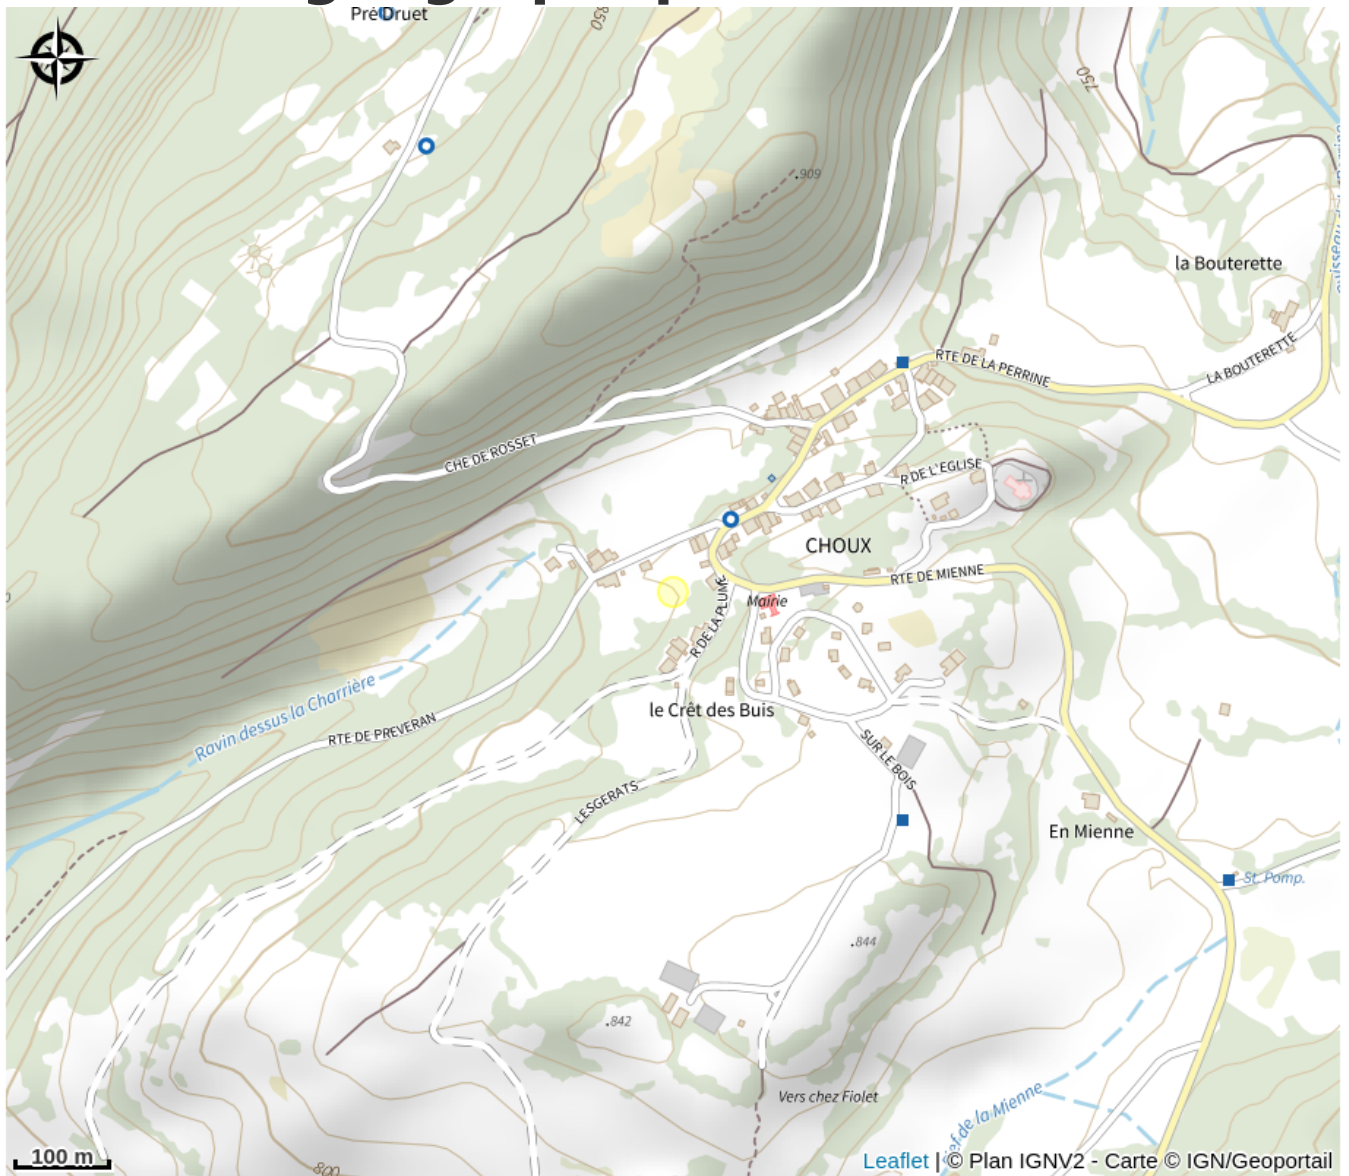 Pré Druet
850
750
909
la Bouterette
RTE DE LA PERRINE
LA BOUTERETTE
CHE DE ROSSET
R DE L'EGLISE
CHOUX
RTE DE MIENNE
Mairie
R DE LA PLUME
Ravin dessus la Charrière
RTE DE PREVERAN
le Crêt des Buis
SUR LE BOIS
LESGERATS
En Mienne
St. Pomp.
844
842
Vers chez Fiolet
ief de la Mienne
800
100 m
Leaflet | © Plan IGNV2 - Carte © IGN/Geoportail